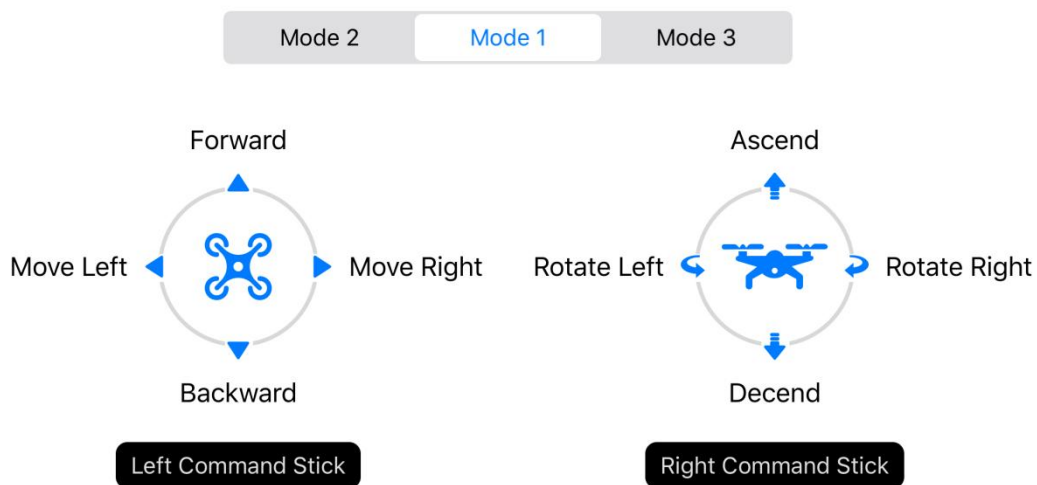 Mode 2 Mode 1 Mode 3
Forward Ascend
Move Left Move Right Rotate Left Rotate Right
Backward Decend
Left Command Stick Right Command Stick